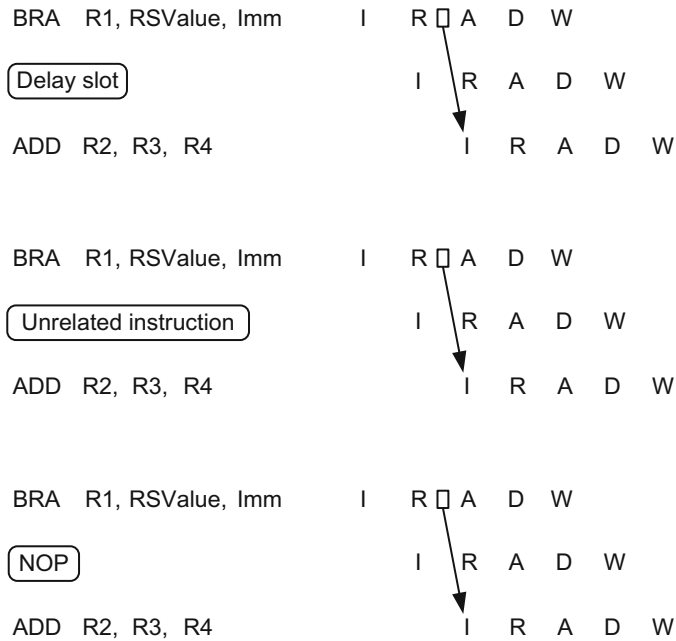 BRA R1, RSValue, Imm I R A D W
Delay slot I R A D W
ADD R2, R3, R4 I R A D W
BRA R1, RSValue, Imm I R A D W
Unrelated instruction I R A D W
ADD R2, R3, R4 I R A D W
BRA R1, RSValue, Imm I R A D W
NOP I R A D W
ADD R2, R3, R4 I R A D W